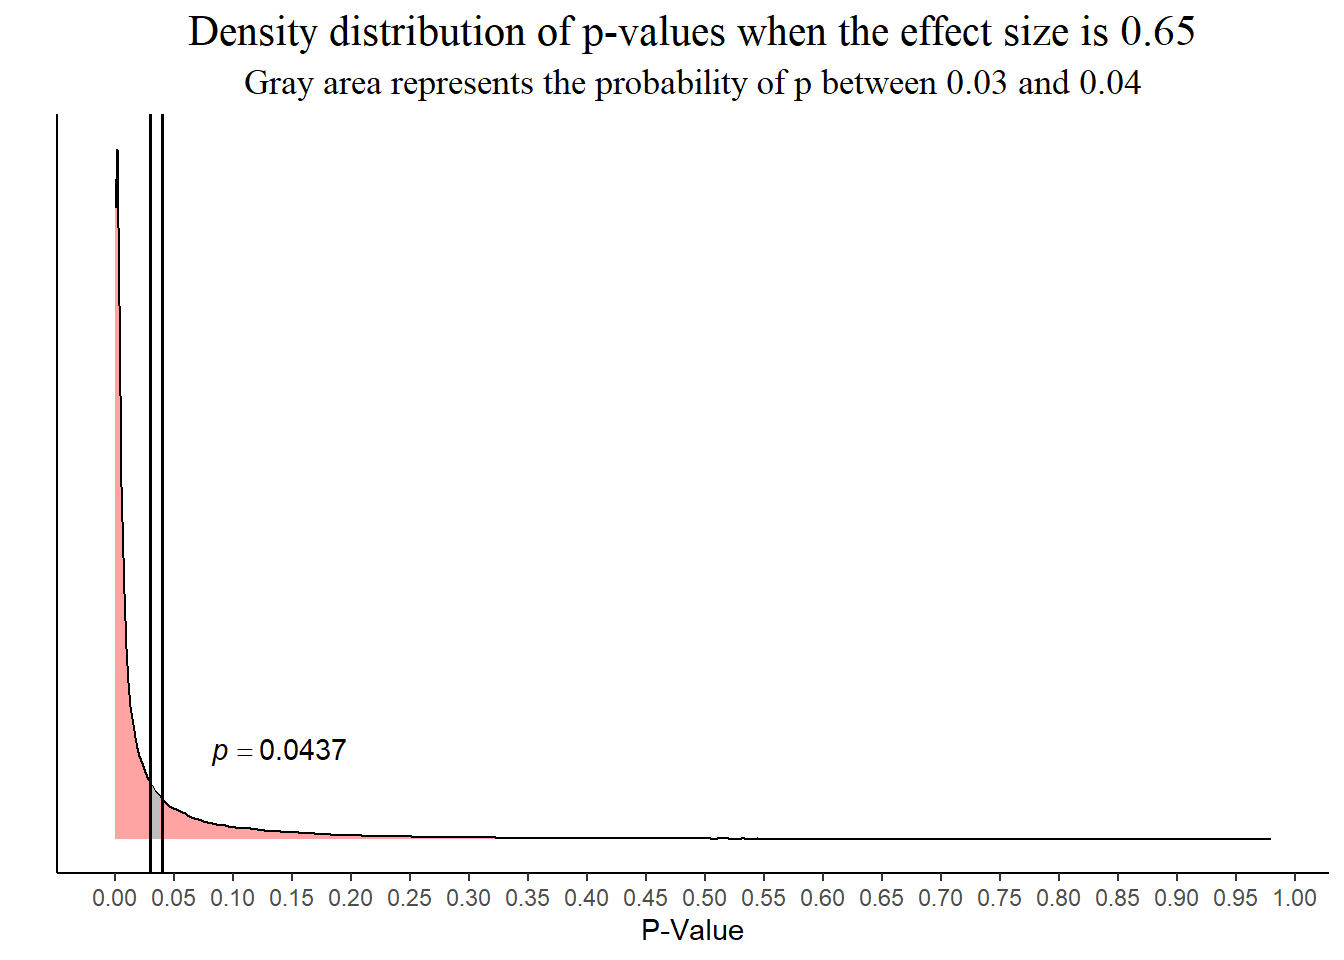 Density distribution of p-values when the effect size is 0.65
Gray area represents the probability of p between 0.03 and 0.04
p = 0.0437
0.00 0.05 0.10 0.15 0.20 0.25 0.30 0.35 0.40 0.45 0.50 0.55 0.60 0.65 0.70 0.75 0.80 0.85 0.90 0.95 1.00
P-Value